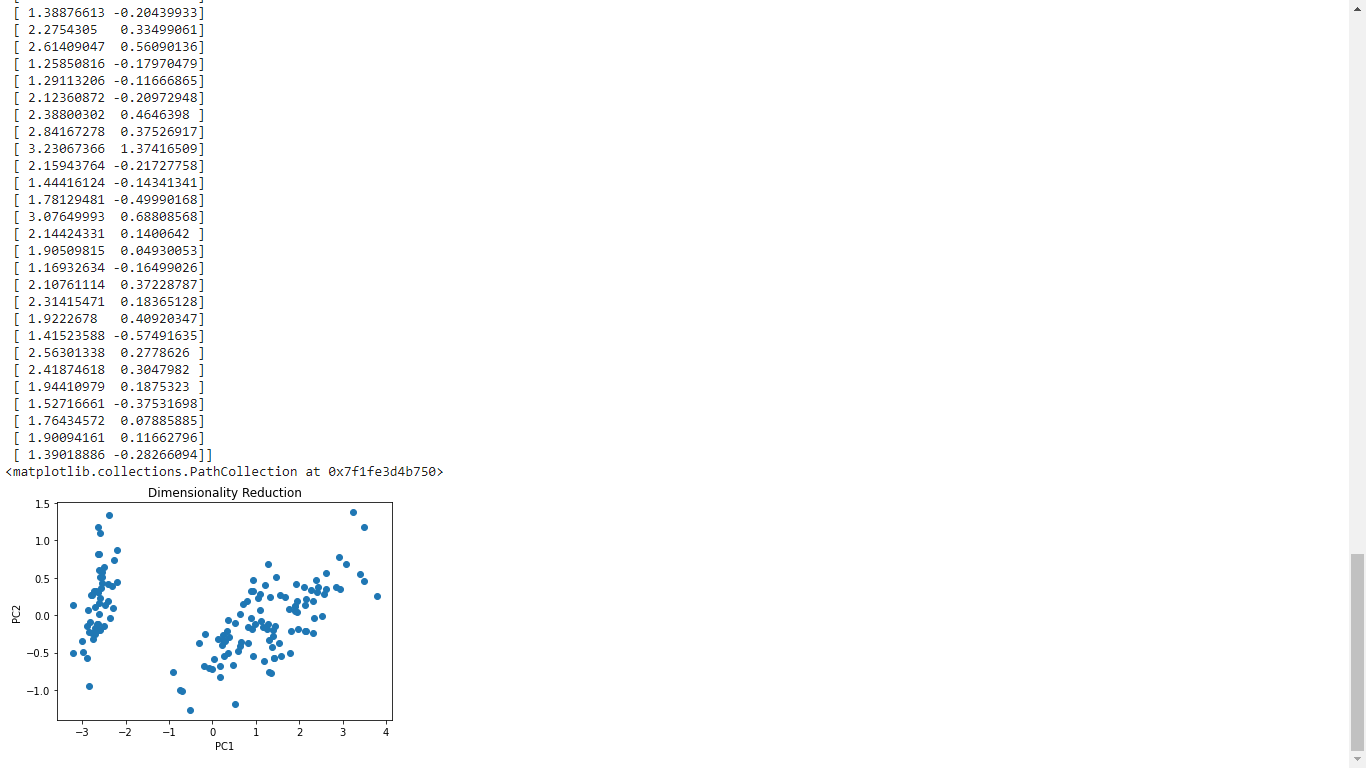 [ 1.38876613 -0.20439933]
[ 2.2754305   0.33499061]
[ 2.61409047  0.56090136]
[ 1.25850816 -0.17970479]
[ 1.29113206 -0.11666865]
[ 2.12360872 -0.20972948]
[ 2.38800302  0.4646398 ]
[ 2.84167278  0.37526917]
[ 3.23067366  1.37416509]
[ 2.15943764 -0.21727758]
[ 1.44416124 -0.14341341]
[ 1.78129481 -0.49990168]
[ 3.07649993  0.68808568]
[ 2.14424331  0.1400642 ]
[ 1.90509815  0.04930053]
[ 1.16932634 -0.16499026]
[ 2.10761114  0.37228787]
[ 2.31415471  0.18365128]
[ 1.9222678   0.40920347]
[ 1.41523588 -0.57491635]
[ 2.56301338  0.2778626 ]
[ 2.41874618  0.3047982 ]
[ 1.94410979  0.1875323 ]
[ 1.52716661 -0.37531698]
[ 1.76434572  0.07885885]
[ 1.90094161  0.11662796]
[ 1.39018886 -0.28266094]]
<matplotlib.collections.PathCollection at 0x7f1fe3d4b750>
Dimensionality Reduction
1.5
1.0
0.5
0.0
−0.5
−1.0
PC2
−3 −2 −1 0 1 2 3 4
PC1